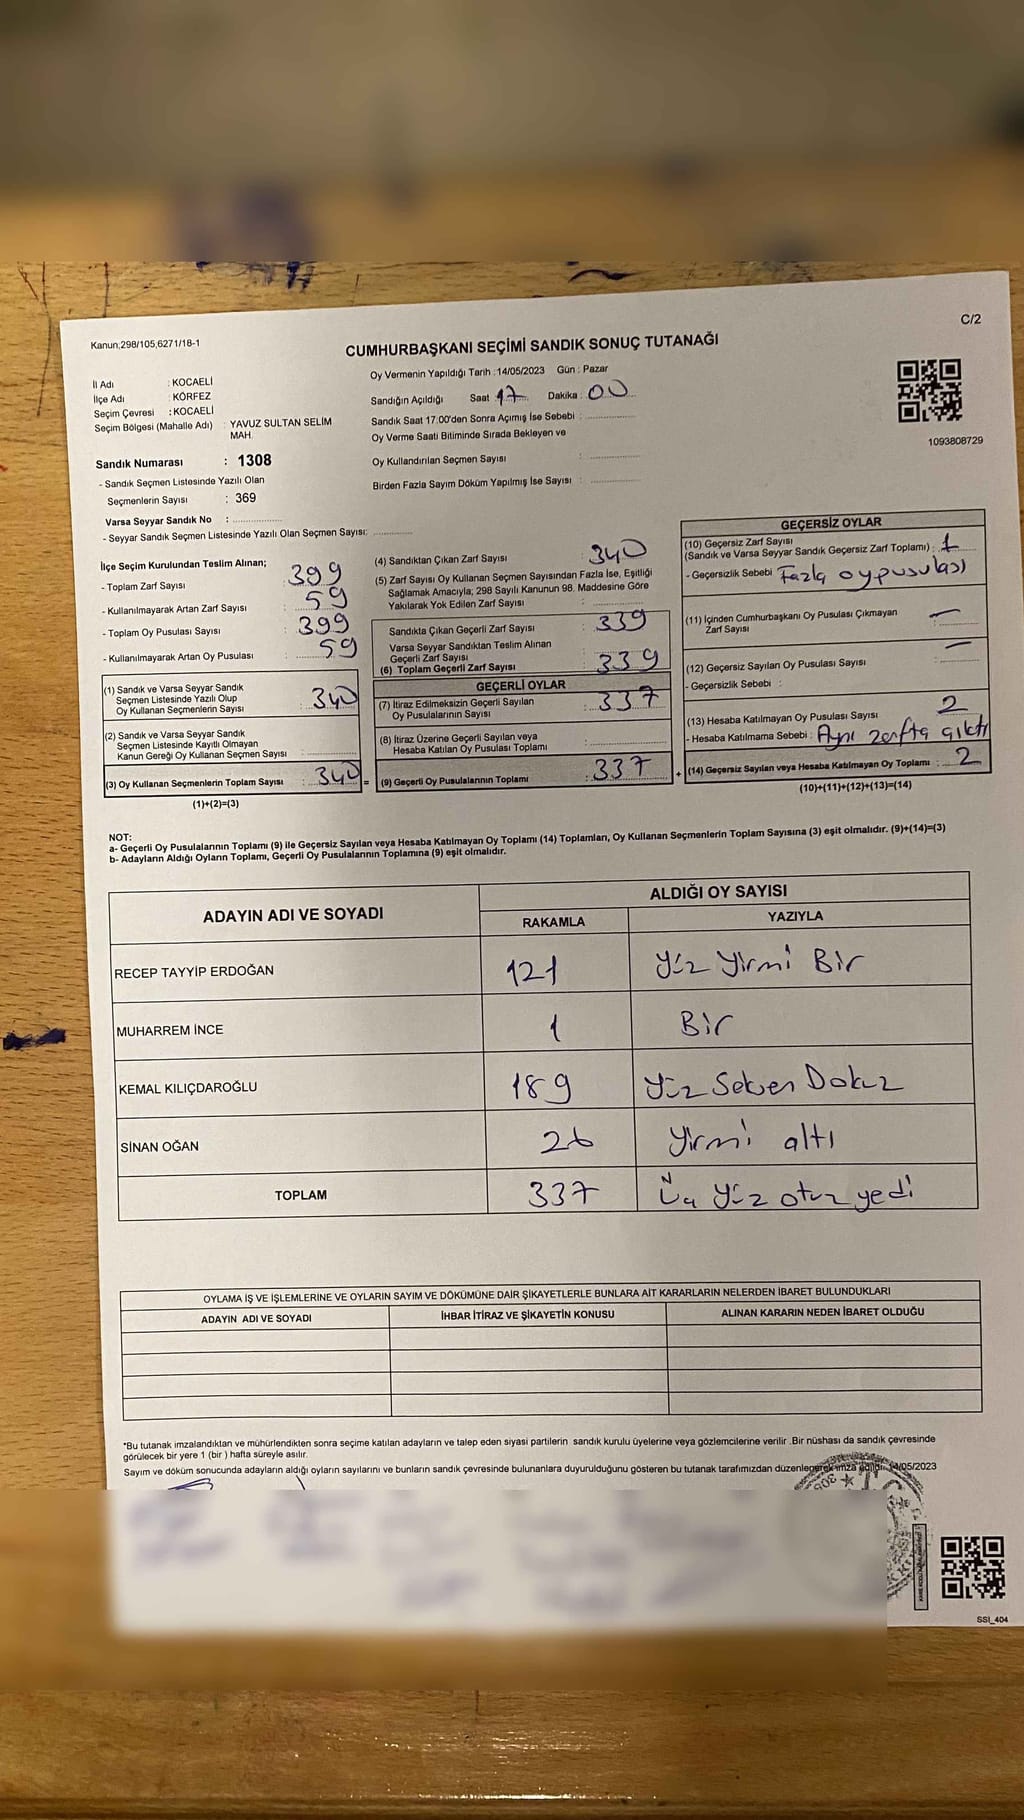 C/2
Kanun;298/105,6271/18-1
CUMHURBAŞKANI SEÇİMİ SANDIK SONUÇ TUTANAĞI
İl Adı : KOCAELİ
İlçe Adı : KÖRFEZ
Seçim Çevresi : KOCAELİ
Seçim Bölgesi (Mahalle Adı) : YAVUZ SULTAN SELİM
MAH.
Sandık Numarası : 1308
- Sandık Seçmen Listesinde Yazılı Olan
Seçmenlerin Sayısı : 369
Varsa Seyyar Sandık No :
- Seyyar Sandık Seçmen Listesinde Yazılı Olan Seçmen Sayısı:
Oy Vermenin Yapıldığı Tarih :14/05/2023 Gün : Pazar
Sandığın Açıldığı Saat 17 Dakika : 00
Sandık Saat 17:00'den Sonra Açımış İse Sebebi :
Oy Verme Saati Bitiminde Sırada Bekleyen ve
Oy Kullandırılan Seçmen Sayısı :
Birden Fazla Sayım Döküm Yapılmış İse Sayısı :
1093808729
İlçe Seçim Kurulundan Teslim Alınan;
- Toplam Zarf Sayısı : 399
- Kullanılmayarak Artan Zarf Sayısı : 59
- Toplam Oy Pusulası Sayısı : 399
- Kullanılmayarak Artan Oy Pusulası : 59
(1) Sandık ve Varsa Seyyar Sandık
Seçmen Listesinde Yazılı Olup
Oy Kullanan Seçmenlerin Sayısı : 340
(2) Sandık ve Varsa Seyyar Sandık
Seçmen Listesinde Kayıtlı Olmayan
Kanun Gereği Oy Kullanan Seçmen Sayısı :
(3) Oy Kullanan Seçmenlerin Toplam Sayısı : 340 =
(1)+(2)=(3)
(4) Sandıktan Çıkan Zarf Sayısı : 340
(5) Zarf Sayısı Oy Kullanan Seçmen Sayısından Fazla İse, Eşitliği
Sağlamak Amacıyla; 298 Sayılı Kanunun 98. Maddesine Göre
Yakılarak Yok Edilen Zarf Sayısı :
Sandıkta Çıkan Geçerli Zarf Sayısı : 339
Varsa Seyyar Sandıktan Teslim Alınan
Geçerli Zarf Sayısı :
(6) Toplam Geçerli Zarf Sayısı : 339
GEÇERLİ OYLAR
(7) İtiraz Edilmeksizin Geçerli Sayılan
Oy Pusulalarının Sayısı : 337
(8) İtiraz Üzerine Geçerli Sayılan veya
Hesaba Katılan Oy Pusulası Toplamı :
(9) Geçerli Oy Pusulalarının Toplamı : 337 +
GEÇERSİZ OYLAR
(10) Geçersiz Zarf Sayısı
(Sandık ve Varsa Seyyar Sandık Geçersiz Zarf Toplamı) : 1
- Geçersizlik Sebebi : Fazla oy pusulası
(11) İçinden Cumhurbaşkanı Oy Pusulası Çıkmayan
Zarf Sayısı : —
(12) Geçersiz Sayılan Oy Pusulası Sayısı : —
- Geçersizlik Sebebi :
(13) Hesaba Katılmayan Oy Pusulası Sayısı : 2
- Hesaba Katılmama Sebebi : Aynı zarfta çıktı
(14) Geçersiz Sayılan veya Hesaba Katılmayan Oy Toplamı : 2
(10)+(11)+(12)+(13)=(14)
NOT:
a- Geçerli Oy Pusulalarının Toplamı (9) ile Geçersiz Sayılan veya Hesaba Katılmayan Oy Toplamı (14) Toplamları, Oy Kullanan Seçmenlerin Toplam Sayısına (3) eşit olmalıdır. (9)+(14)=(3)
b- Adayların Aldığı Oyların Toplamı, Geçerli Oy Pusulalarının Toplamına (9) eşit olmalıdır.
ADAYIN ADI VE SOYADI ALDIĞI OY SAYISI
RAKAMLA YAZIYLA
RECEP TAYYİP ERDOĞAN 121 Yüz Yirmi Bir
MUHARREM İNCE 1 Bir
KEMAL KILIÇDAROĞLU 189 Yüz Seksen Dokuz
SİNAN OĞAN 26 Yirmi altı
TOPLAM 337 Üç Yüz otuz yedi
OYLAMA İŞ VE İŞLEMLERİNE VE OYLARIN SAYIM VE DÖKÜMÜNE DAİR ŞİKAYETLERLE BUNLARA AİT KARARLARIN NELERDEN İBARET BULUNDUKLARI
ADAYIN ADI VE SOYADI İHBAR İTİRAZ VE ŞİKAYETİN KONUSU ALINAN KARARIN NEDEN İBARET OLDUĞU
*Bu tutanak imzalandıktan ve mühürlendikten sonra seçime katılan adayların ve talep eden siyasi partilerin sandık kurulu üyelerine veya gözlemcilerine verilir .Bir nüshası da sandık çevresinde
görülecek bir yere 1 (bir ) hafta süreyle asılır.
Sayım ve döküm sonucunda adayların aldığı oyların sayılarını ve bunların sandık çevresinde bulunanlara duyurulduğunu gösteren bu tutanak tarafımızdan düzenlenerek imza edildi. 14/05/2023
SSI_404